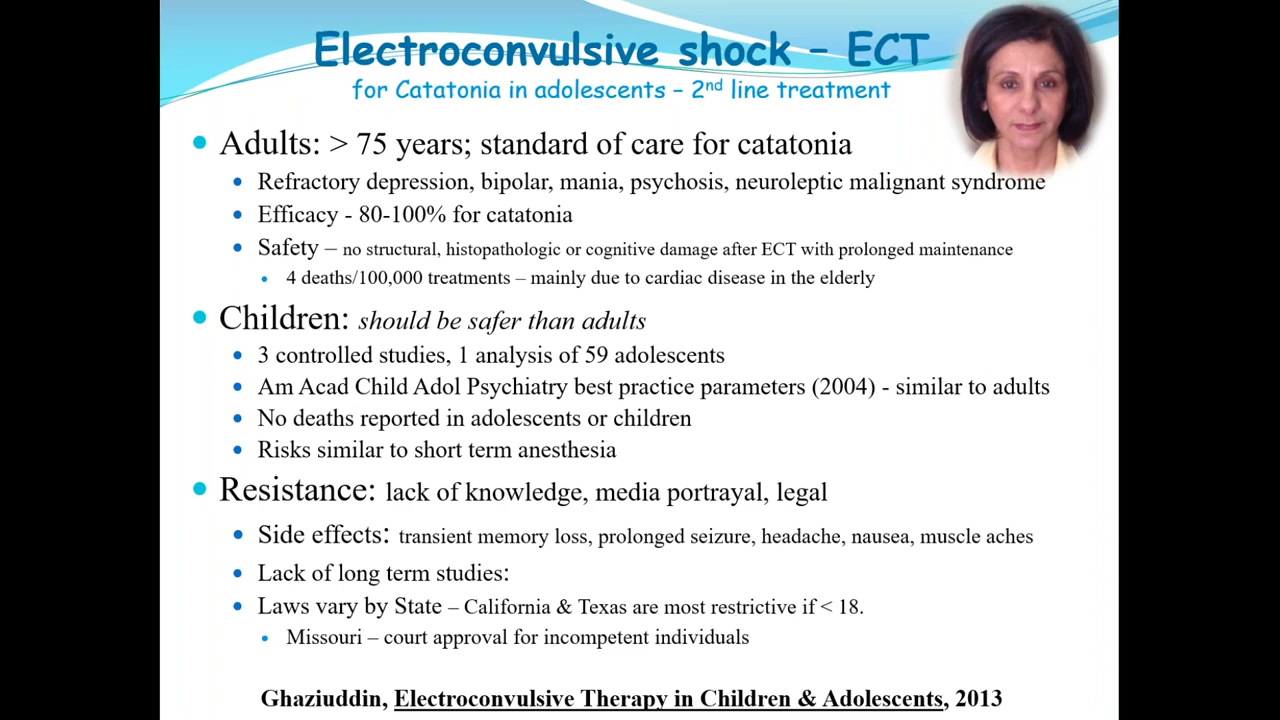 Electroconvulsive shock – ECT
for Catatonia in adolescents – 2nd line treatment
Adults: > 75 years; standard of care for catatonia
Refractory depression, bipolar, mania, psychosis, neuroleptic malignant syndrome
Efficacy - 80-100% for catatonia
Safety – no structural, histopathologic or cognitive damage after ECT with prolonged maintenance
4 deaths/100,000 treatments – mainly due to cardiac disease in the elderly
Children: should be safer than adults
3 controlled studies, 1 analysis of 59 adolescents
Am Acad Child Adol Psychiatry best practice parameters (2004) - similar to adults
No deaths reported in adolescents or children
Risks similar to short term anesthesia
Resistance: lack of knowledge, media portrayal, legal
Side effects: transient memory loss, prolonged seizure, headache, nausea, muscle aches
Lack of long term studies:
Laws vary by State – California & Texas are most restrictive if < 18.
Missouri – court approval for incompetent individuals
Ghaziuddin, Electroconvulsive Therapy in Children & Adolescents, 2013